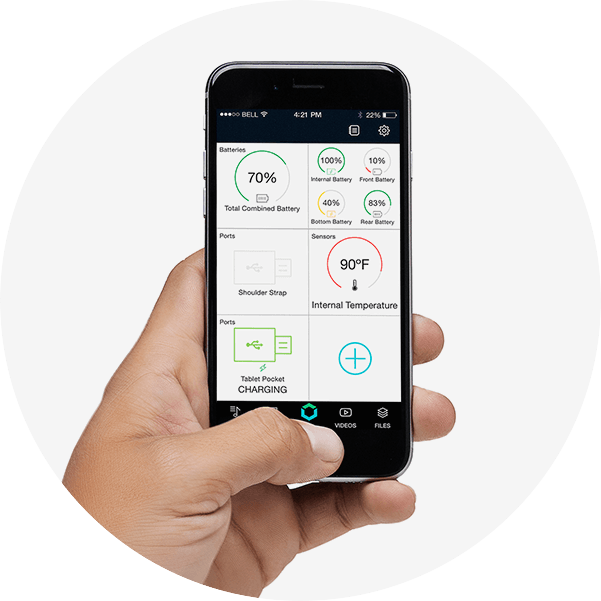 BELL 4:21 PM 22%
Batteries
70%
Total Combined Battery
100% 10%
Internal Battery Front Battery
40% 83%
Bottom Battery Rear Battery
Ports
Shoulder Strap
Sensors
90°F
Internal Temperature
Ports
Tablet Pocket
CHARGING
VIDEOS FILES